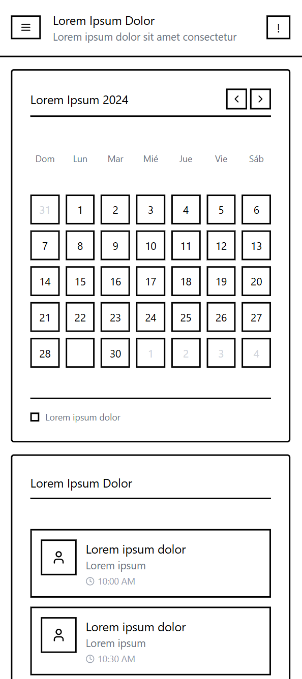 Lorem Ipsum Dolor
Lorem ipsum dolor sit amet consectetur
!
Lorem Ipsum 2024
Dom Lun Mar Mié Jue Vie Sáb
31 1 2 3 4 5 6
7 8 9 10 11 12 13
14 15 16 17 18 19 20
21 22 23 24 25 26 27
28 30 1 2 3 4
Lorem ipsum dolor
Lorem Ipsum Dolor
Lorem ipsum dolor
Lorem ipsum
10:00 AM
Lorem ipsum dolor
Lorem ipsum
10:30 AM